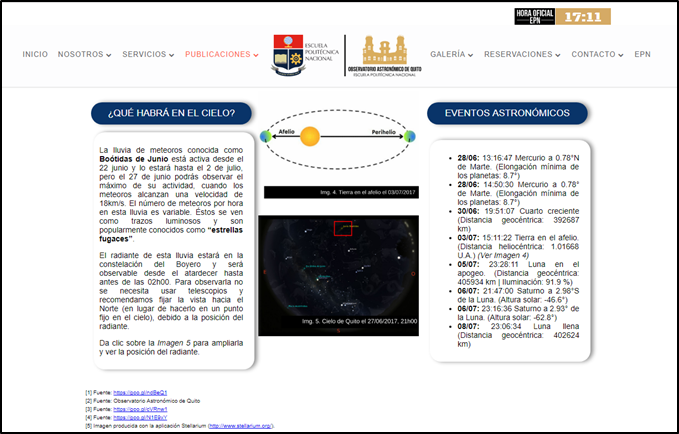 HORA OFICIAL
EPN
17:11
INICIO NOSOTROS SERVICIOS PUBLICACIONES
ESCUELA
POLITÉCNICA
NACIONAL
OBSERVATORIO ASTRONÓMICO DE QUITO
ESCUELA POLITÉCNICA NACIONAL
GALERÍA RESERVACIONES CONTACTO EPN
¿QUÉ HABRÁ EN EL CIELO?
La lluvia de meteoros conocida como
Boótidas de Junio está activa desde el
22 junio y lo estará hasta el 2 de julio,
pero el 27 de junio podrás observar el
máximo de su actividad, cuando los
meteoros alcanzan una velocidad de
18km/s. El número de meteoros por hora
en esta lluvia es variable. Éstos se ven
como trazos luminosos y son
popularmente conocidos como “estrellas
fugaces”.
El radiante de esta lluvia estará en la
constelación del Boyero y será
observable desde el atardecer hasta
antes de las 02h00. Para observarla no
se necesita usar telescopios y
recomendamos fijar la vista hacia el
Norte (en lugar de hacerlo en un punto
fijo en el cielo), debido a la posición del
radiante.
Da clic sobre la Imagen 5 para ampliarla
y ver la posición del radiante.
Afelio
Perihelio
Img. 4. Tierra en el afelio el 03/07/2017
Img. 5. Cielo de Quito el 27/06/2017, 21h00
EVENTOS ASTRONÓMICOS
• 28/06: 13:16:47 Mercurio a 0.78°N
de Marte. (Elongación mínima de
los planetas: 8.7°)
• 28/06: 14:50:30 Mercurio a 0.78°
de Marte. (Elongación mínima de
los planetas: 8.7°)
• 30/06: 19:51:07 Cuarto creciente
(Distancia geocéntrica: 392687
km)
• 03/07: 15:11:22 Tierra en el afelio.
(Distancia heliocéntrica: 1.01668
U.A.) (Ver Imagen 4)
• 05/07: 23:28:11 Luna en el
apogeo. (Distancia geocéntrica:
405934 km | Iluminación: 91.9 %)
• 06/07: 21:47:00 Saturno a 2.98°S
de la Luna. (Altura solar: -46.6°)
• 06/07: 23:16:36 Saturno a 2.93° de
la Luna. (Altura solar: -62.8°)
• 08/07: 23:06:34 Luna llena
(Distancia geocéntrica: 402624
km)
[1] Fuente: https://goo.gl/ndBeQ1
[2] Fuente: Observatorio Astronómico de Quito
[3] Fuente: https://goo.gl/cVRnw1
[4] Fuente: https://goo.gl/N1E9xY
[5] Imagen producida con la aplicación Stellarium (http://www.stellarium.org/).